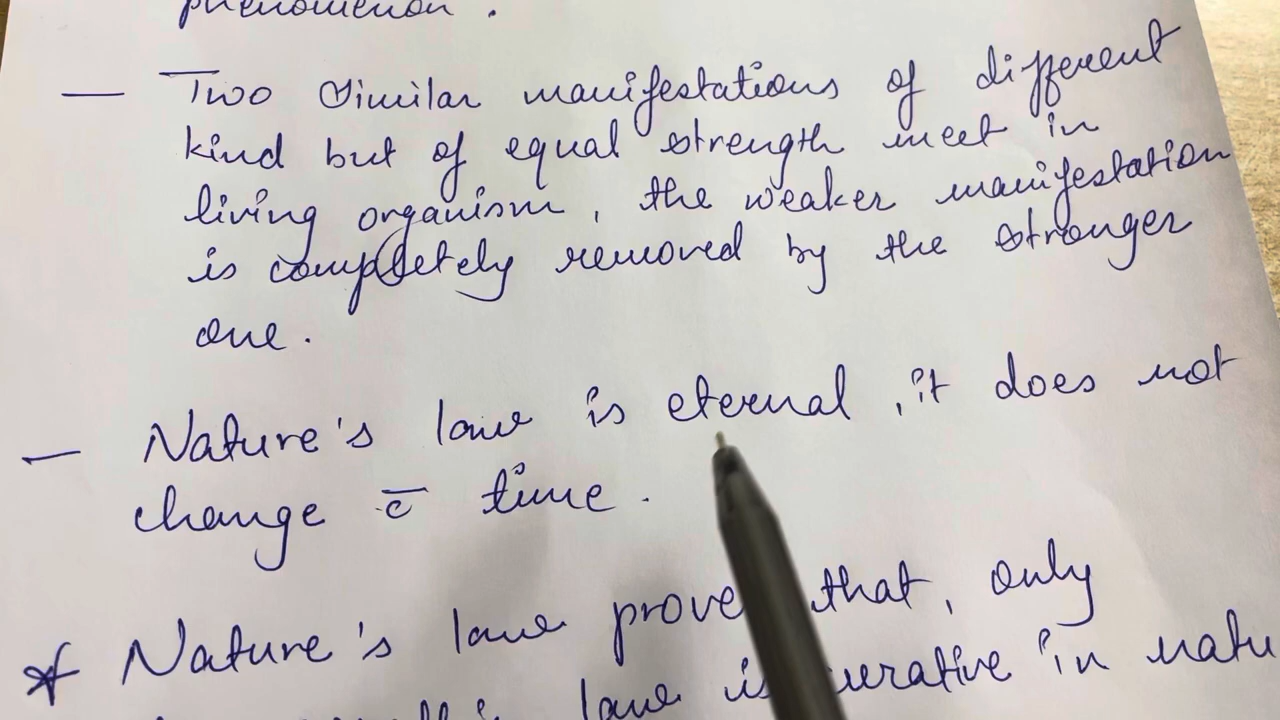 phenomenon.
— Two similar manifestations of different
kind but of equal strength meet in
living organism, the weaker manifestation
is completely removed by the stronger
one.
— Nature's law is eternal, it does not
change c̅ time.
* Nature's law prove that, only
law is curative in natu